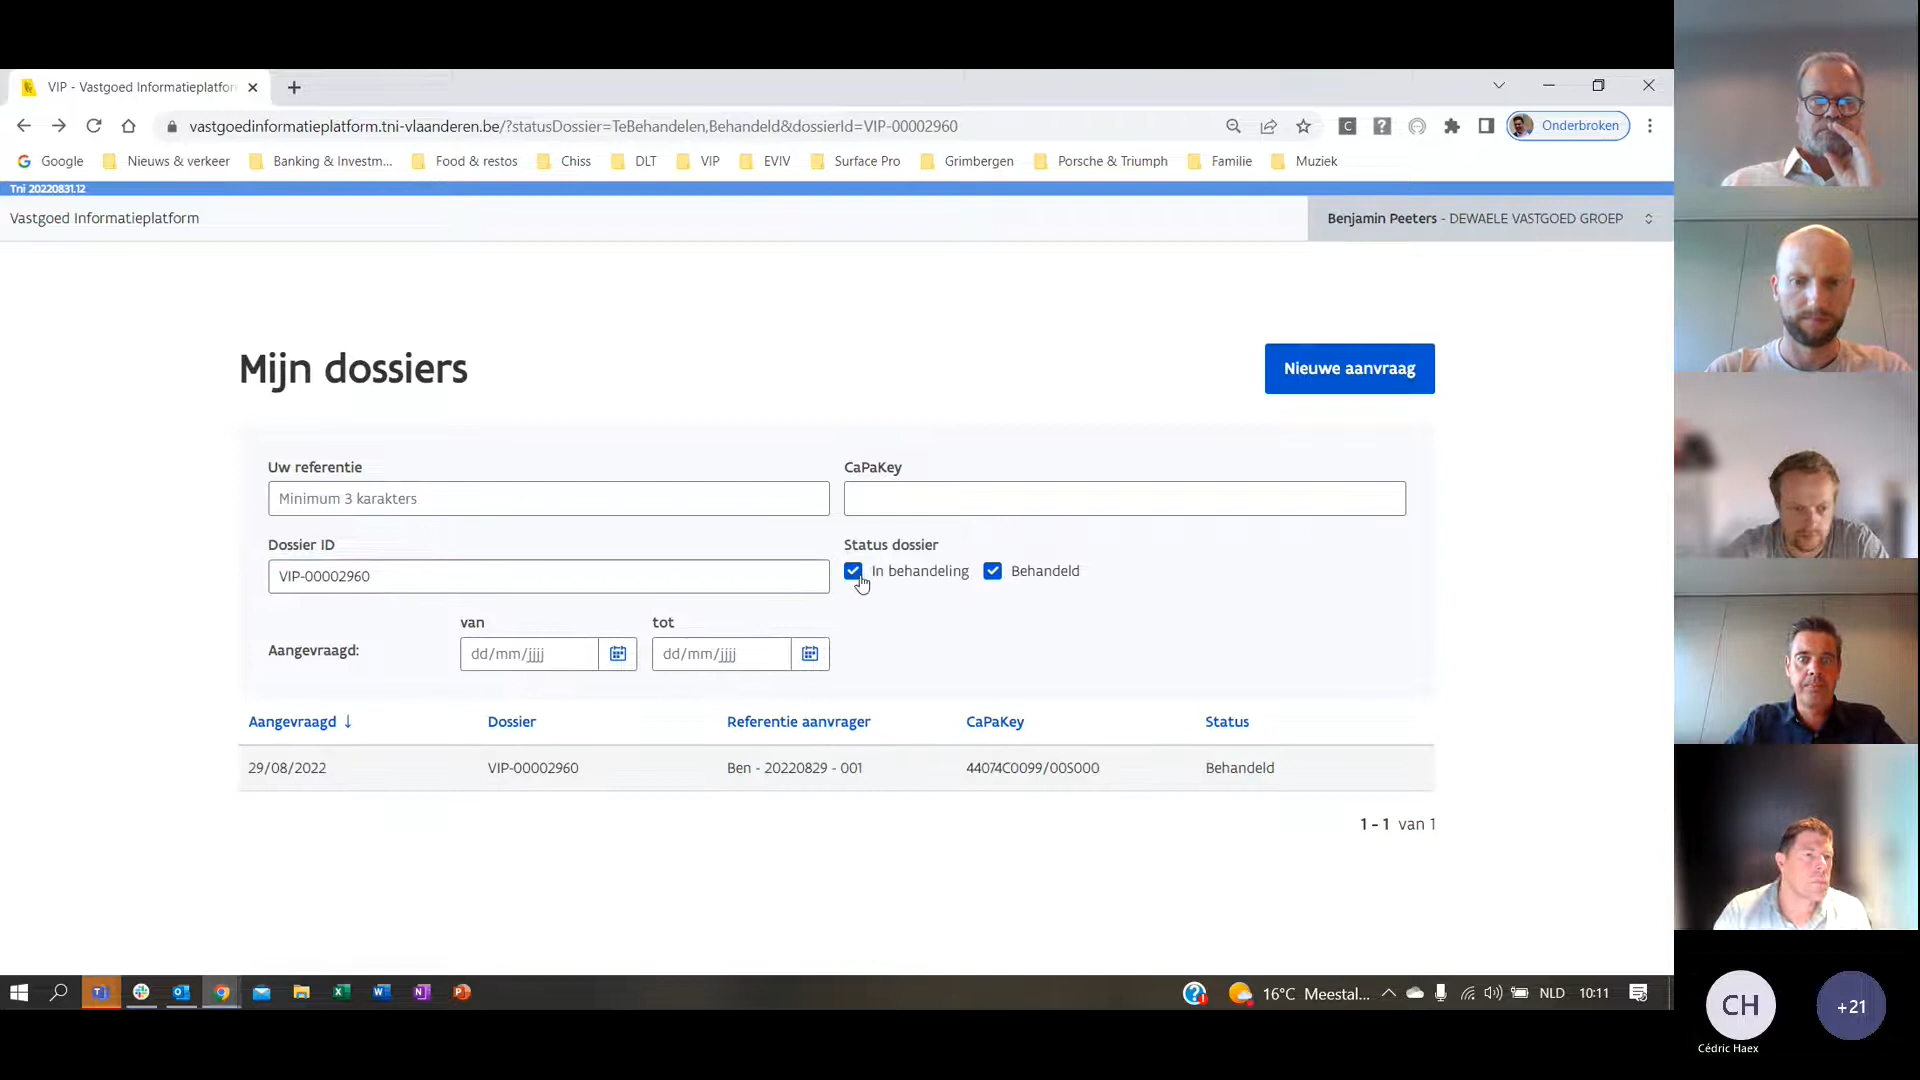 VIP - Vastgoed Informatieplatfor
vastgoedinformatieplatform.tni-vlaanderen.be/?statusDossier=TeBehandelen,Behandeld&dossierId=VIP-00002960
Onderbroken
Google Nieuws & verkeer Banking & Investm... Food & restos Chiss DLT VIP EVIV Surface Pro Grimbergen Porsche & Triumph Familie Muziek
Tni 20220831.12
Vastgoed Informatieplatform
Benjamin Peeters - DEWAELE VASTGOED GROEP
Mijn dossiers
Nieuwe aanvraag
Uw referentie CaPaKey
Minimum 3 karakters
Dossier ID Status dossier
VIP-00002960 In behandeling Behandeld
van tot
Aangevraagd: dd/mm/jjjj dd/mm/jjjj
Aangevraagd ↓ Dossier Referentie aanvrager CaPaKey Status
29/08/2022 VIP-00002960 Ben - 20220829 - 001 44074C0099/00S000 Behandeld
1 - 1 van 1
16°C Meestal... NLD 10:11
CH +21
Cédric Haex